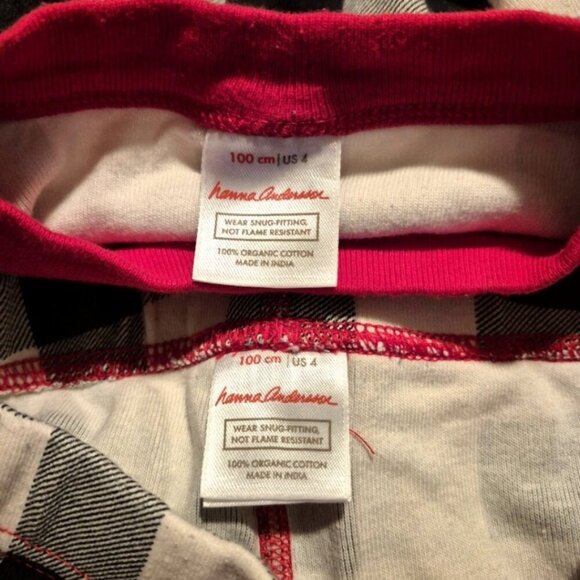 100 cm | US 4
hanna andersson
WEAR SNUG-FITTING,
NOT FLAME RESISTANT
100% ORGANIC COTTON
MADE IN INDIA
100 cm | US 4
hanna andersson
WEAR SNUG-FITTING,
NOT FLAME RESISTANT
100% ORGANIC COTTON
MADE IN INDIA